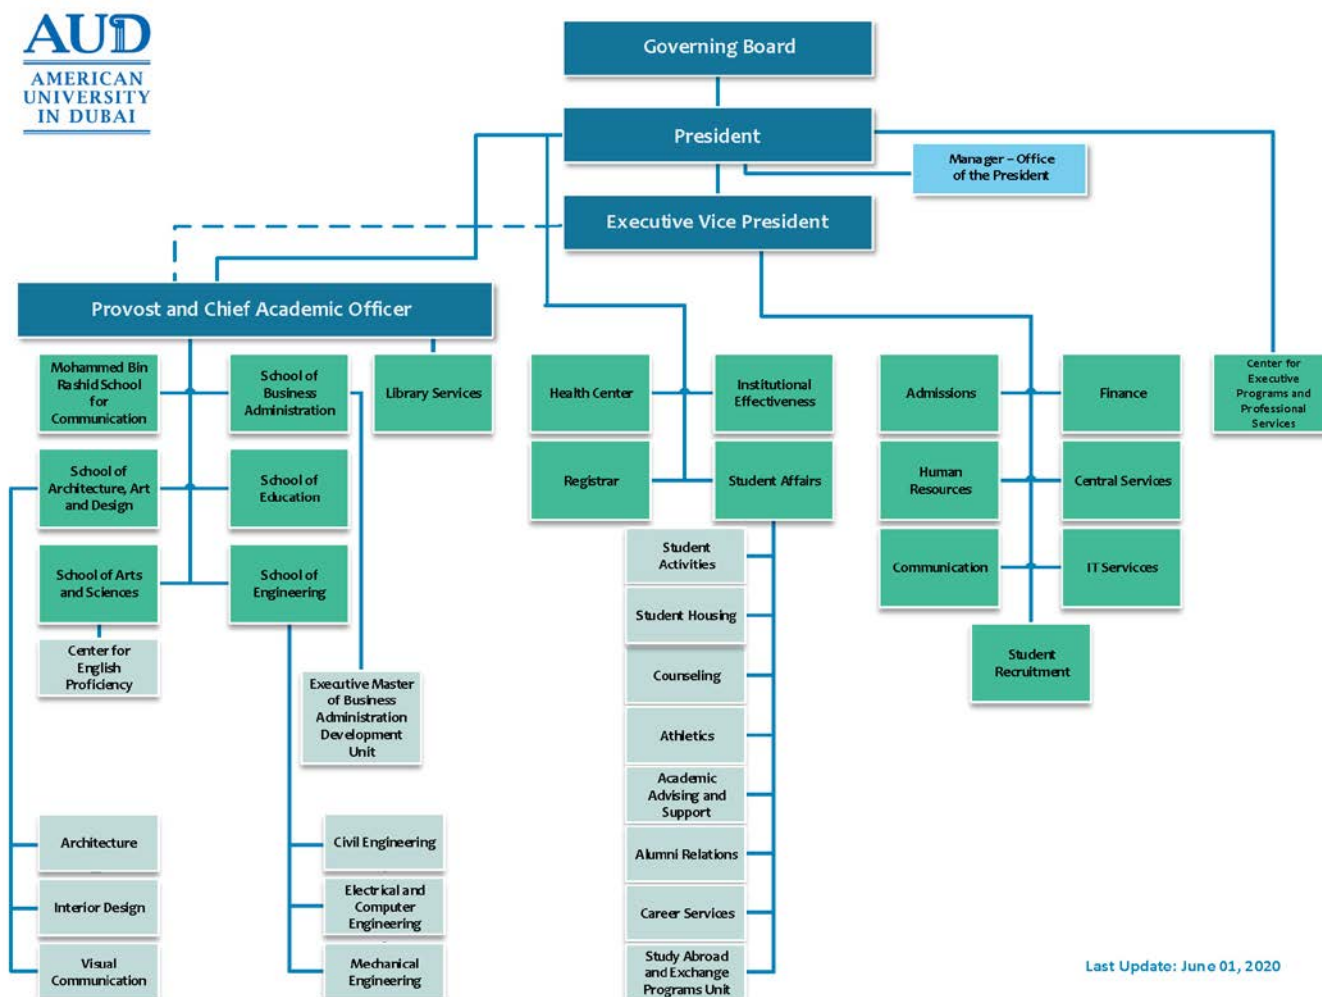 AUD
AMERICAN
UNIVERSITY
IN DUBAI
Governing Board
President
Manager – Office
of the President
Executive Vice President
Provost and Chief Academic Officer
Mohammed Bin
Rashid School
for
Communication
School of
Business
Administration
Library Services
Health Center
Institutional
Effectiveness
Admissions
Finance
Center for
Executive
Programs and
Professional
Services
School of
Architecture, Art
and Design
School of
Education
Registrar
Student Affairs
Human
Resources
Central Services
School of Arts
and Sciences
School of
Engineering
Student
Activities
Communication
IT Services
Center for
English
Proficiency
Student Housing
Student
Recruitment
Executive Master
of Business
Administration
Development
Unit
Counseling
Athletics
Academic
Advising and
Support
Architecture
Civil Engineering
Alumni Relations
Interior Design
Electrical and
Computer
Engineering
Career Services
Visual
Communication
Mechanical
Engineering
Study Abroad
and Exchange
Programs Unit
Last Update: June 01, 2020